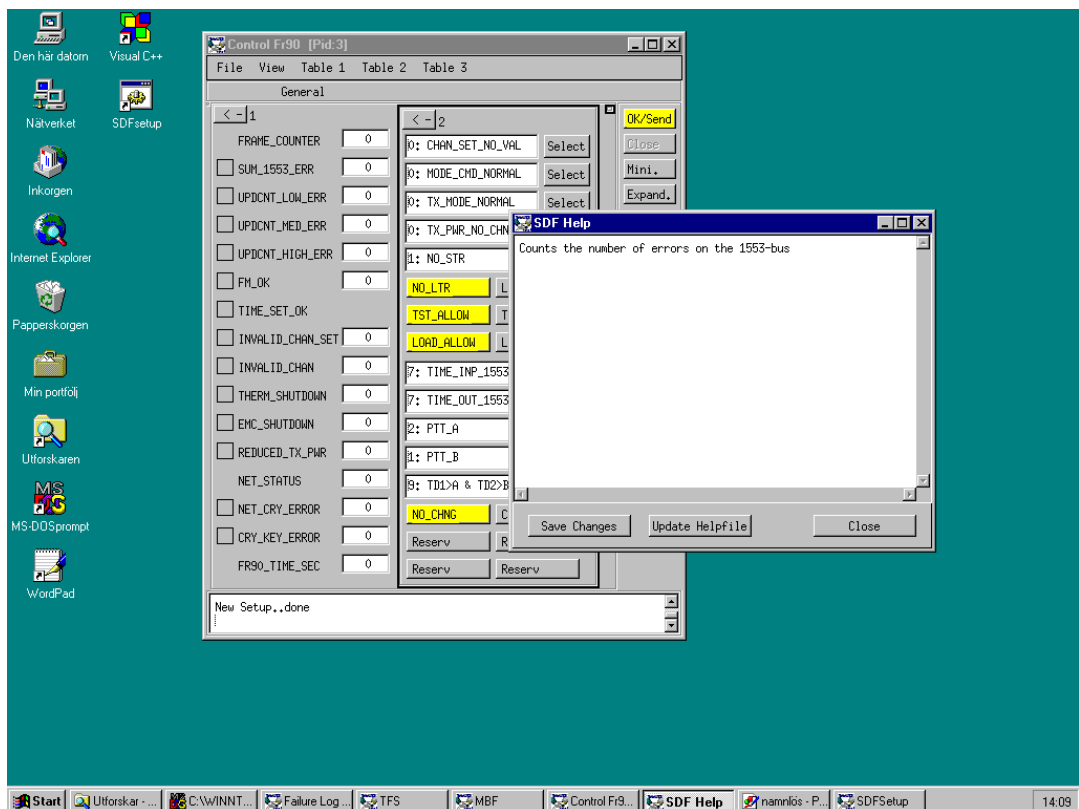 Den här datorn
Visual C++
Nätverket
SDFsetup
Inkorgen
Internet Explorer
Papperskorgen
Min portfölj
Utforskaren
MS-DOSprompt
WordPad
Control Fr90 [Pid:3]
File View Table 1 Table 2 Table 3
General
< - 1
FRAME_COUNTER 0
SUM_1553_ERR 0
UPDCNT_LOW_ERR 0
UPDCNT_MED_ERR 0
UPDCNT_HIGH_ERR 0
FM_OK 0
TIME_SET_OK
INVALID_CHAN_SET 0
INVALID_CHAN 0
THERM_SHUTDOWN 0
EMC_SHUTDOWN 0
REDUCED_TX_PWR 0
NET_STATUS 0
NET_CRY_ERROR 0
CRY_KEY_ERROR 0
FR90_TIME_SEC 0
< - 2
0: CHAN_SET_NO_VAL Select
0: MODE_CMD_NORMAL Select
0: TX_MODE_NORMAL Select
0: TX_PWR_NO_CHN
1: NO_STR
NO_LTR L
TST_ALLOW T
LOAD_ALLOW L
7: TIME_INP_1553
7: TIME_OUT_1553
2: PTT_A
1: PTT_B
9: TD1>A & TD2>B
NO_CHNG C
Reserv R
Reserv Reserv
OK/Send
Close
Mini.
Expand.
New Setup..done
SDF Help
Counts the number of errors on the 1553-bus
Save Changes Update Helpfile Close
Start Utforskar - ... C:\WINNT... Failure Log ... TFS MBF Control Fr9... SDF Help namnlös - P... SDFSetup 14:09